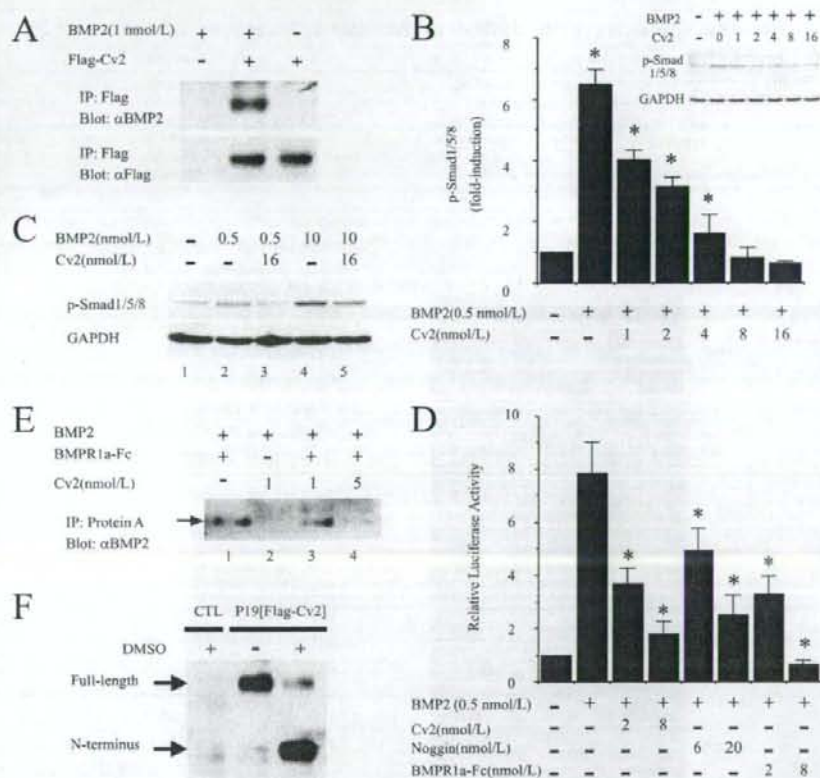 A
BMP2(1 nmol/L) + + -
Flag-Cv2 - + +
IP: Flag
Blot: αBMP2
IP: Flag
Blot: αFlag
B
BMP2 - + + + + + +
Cv2 - 0 1 2 4 8 16
p-Smad
1/5/8
GAPDH
p-Smad1/5/8
(fold-induction)
8
6
4
2
0
BMP2(0.5 nmol/L) - + + + + + +
Cv2(nmol/L) - - 1 2 4 8 16
* * * *
C
BMP2(nmol/L) - 0.5 0.5 10 10
Cv2(nmol/L) - - 16 - 16
p-Smad1/5/8
GAPDH
1 2 3 4 5
D
Relative Luciferase Activity
10
8
6
4
2
0
* * * * * *
BMP2 (0.5 nmol/L) - + + + + + + +
Cv2(nmol/L) - - 2 8 - - - -
Noggin(nmol/L) - - - - 6 20 - -
BMPR1a-Fc(nmol/L) - - - - - - 2 8
E
BMP2 + + + +
BMPR1a-Fc + - + +
Cv2(nmol/L) - 1 1 5
IP: Protein A
Blot: αBMP2
1 2 3 4
F
CTL P19[Flag-Cv2]
DMSO + - +
Full-length
N-terminus